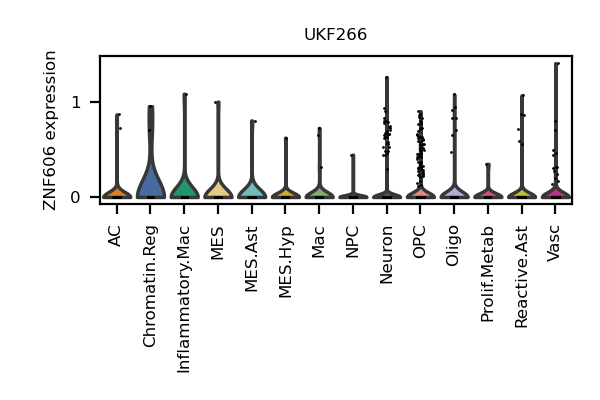 UKF266
ZNF606 expression
1
0
AC
Chromatin.Reg
Inflammatory.Mac
MES
MES.Ast
MES.Hyp
Mac
NPC
Neuron
OPC
Oligo
Prolif.Metab
Reactive.Ast
Vasc